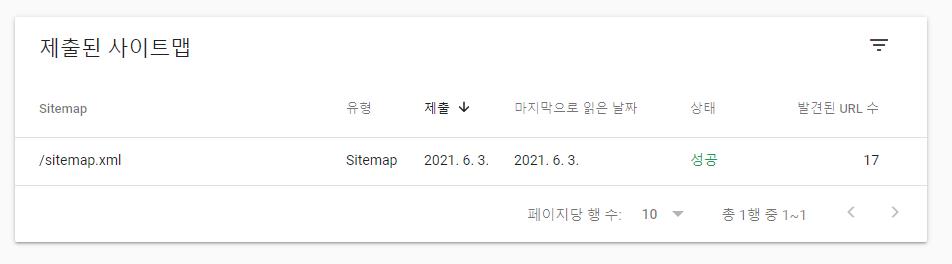 제출된 사이트맵
Sitemap 유형 제출 마지막으로 읽은 날짜 상태 발견된 URL 수
/sitemap.xml Sitemap 2021. 6. 3. 2021. 6. 3. 성공 17
페이지당 행 수: 10 총 1행 중 1~1